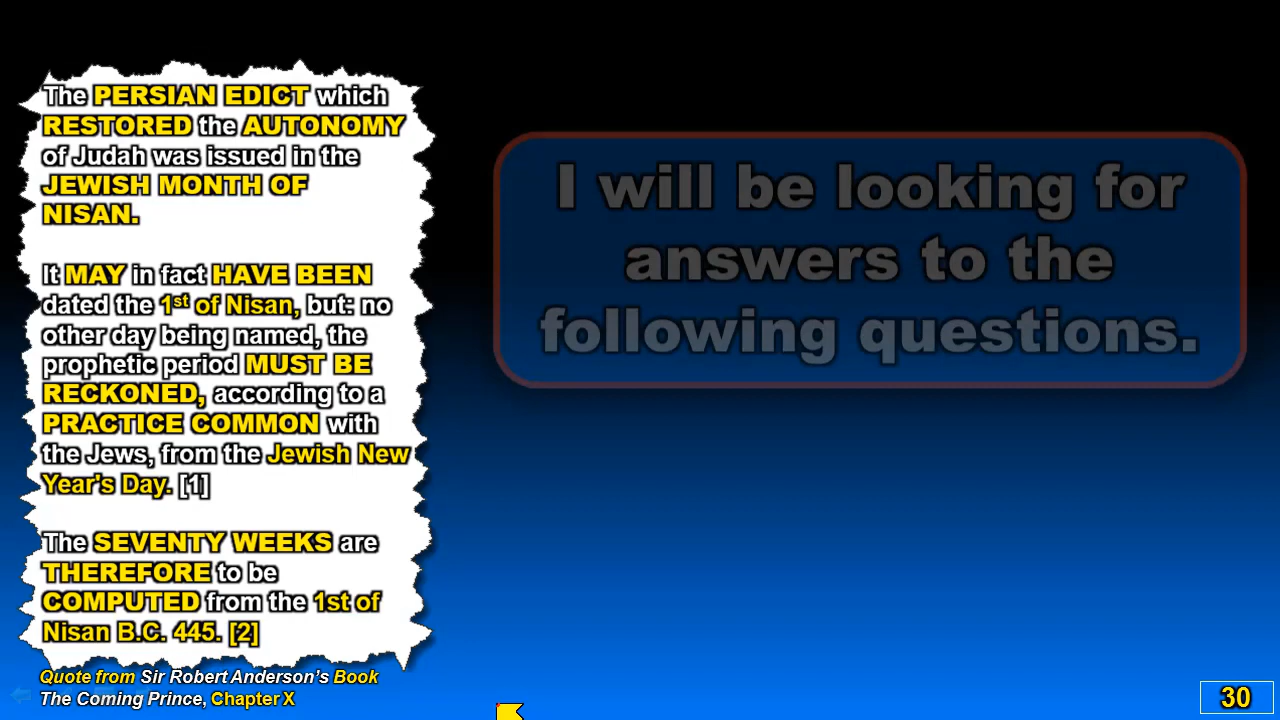 The PERSIAN EDICT which
RESTORED the AUTONOMY
of Judah was issued in the
JEWISH MONTH OF
NISAN.
It MAY in fact HAVE BEEN
dated the 1st of Nisan, but: no
other day being named, the
prophetic period MUST BE
RECKONED, according to a
PRACTICE COMMON with
the Jews, from the Jewish New
Year's Day. [1]
The SEVENTY WEEKS are
THEREFORE to be
COMPUTED from the 1st of
Nisan B.C. 445. [2]
Quote from Sir Robert Anderson's Book
The Coming Prince, Chapter X
I will be looking for
answers to the
following questions.
30